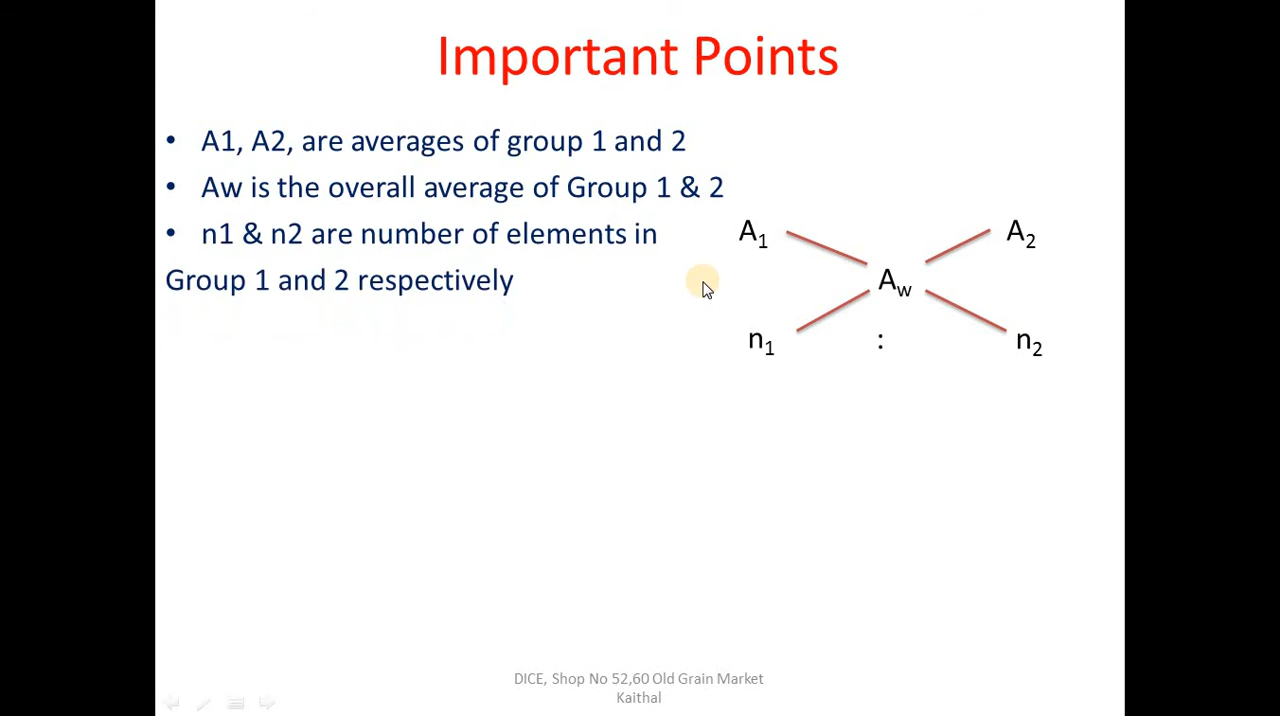 Important Points
• A1, A2, are averages of group 1 and 2
• Aw is the overall average of Group 1 & 2
• n1 & n2 are number of elements in
Group 1 and 2 respectively
A₁ A₂
A_w
n₁ : n₂
DICE, Shop No 52,60 Old Grain Market
Kaithal